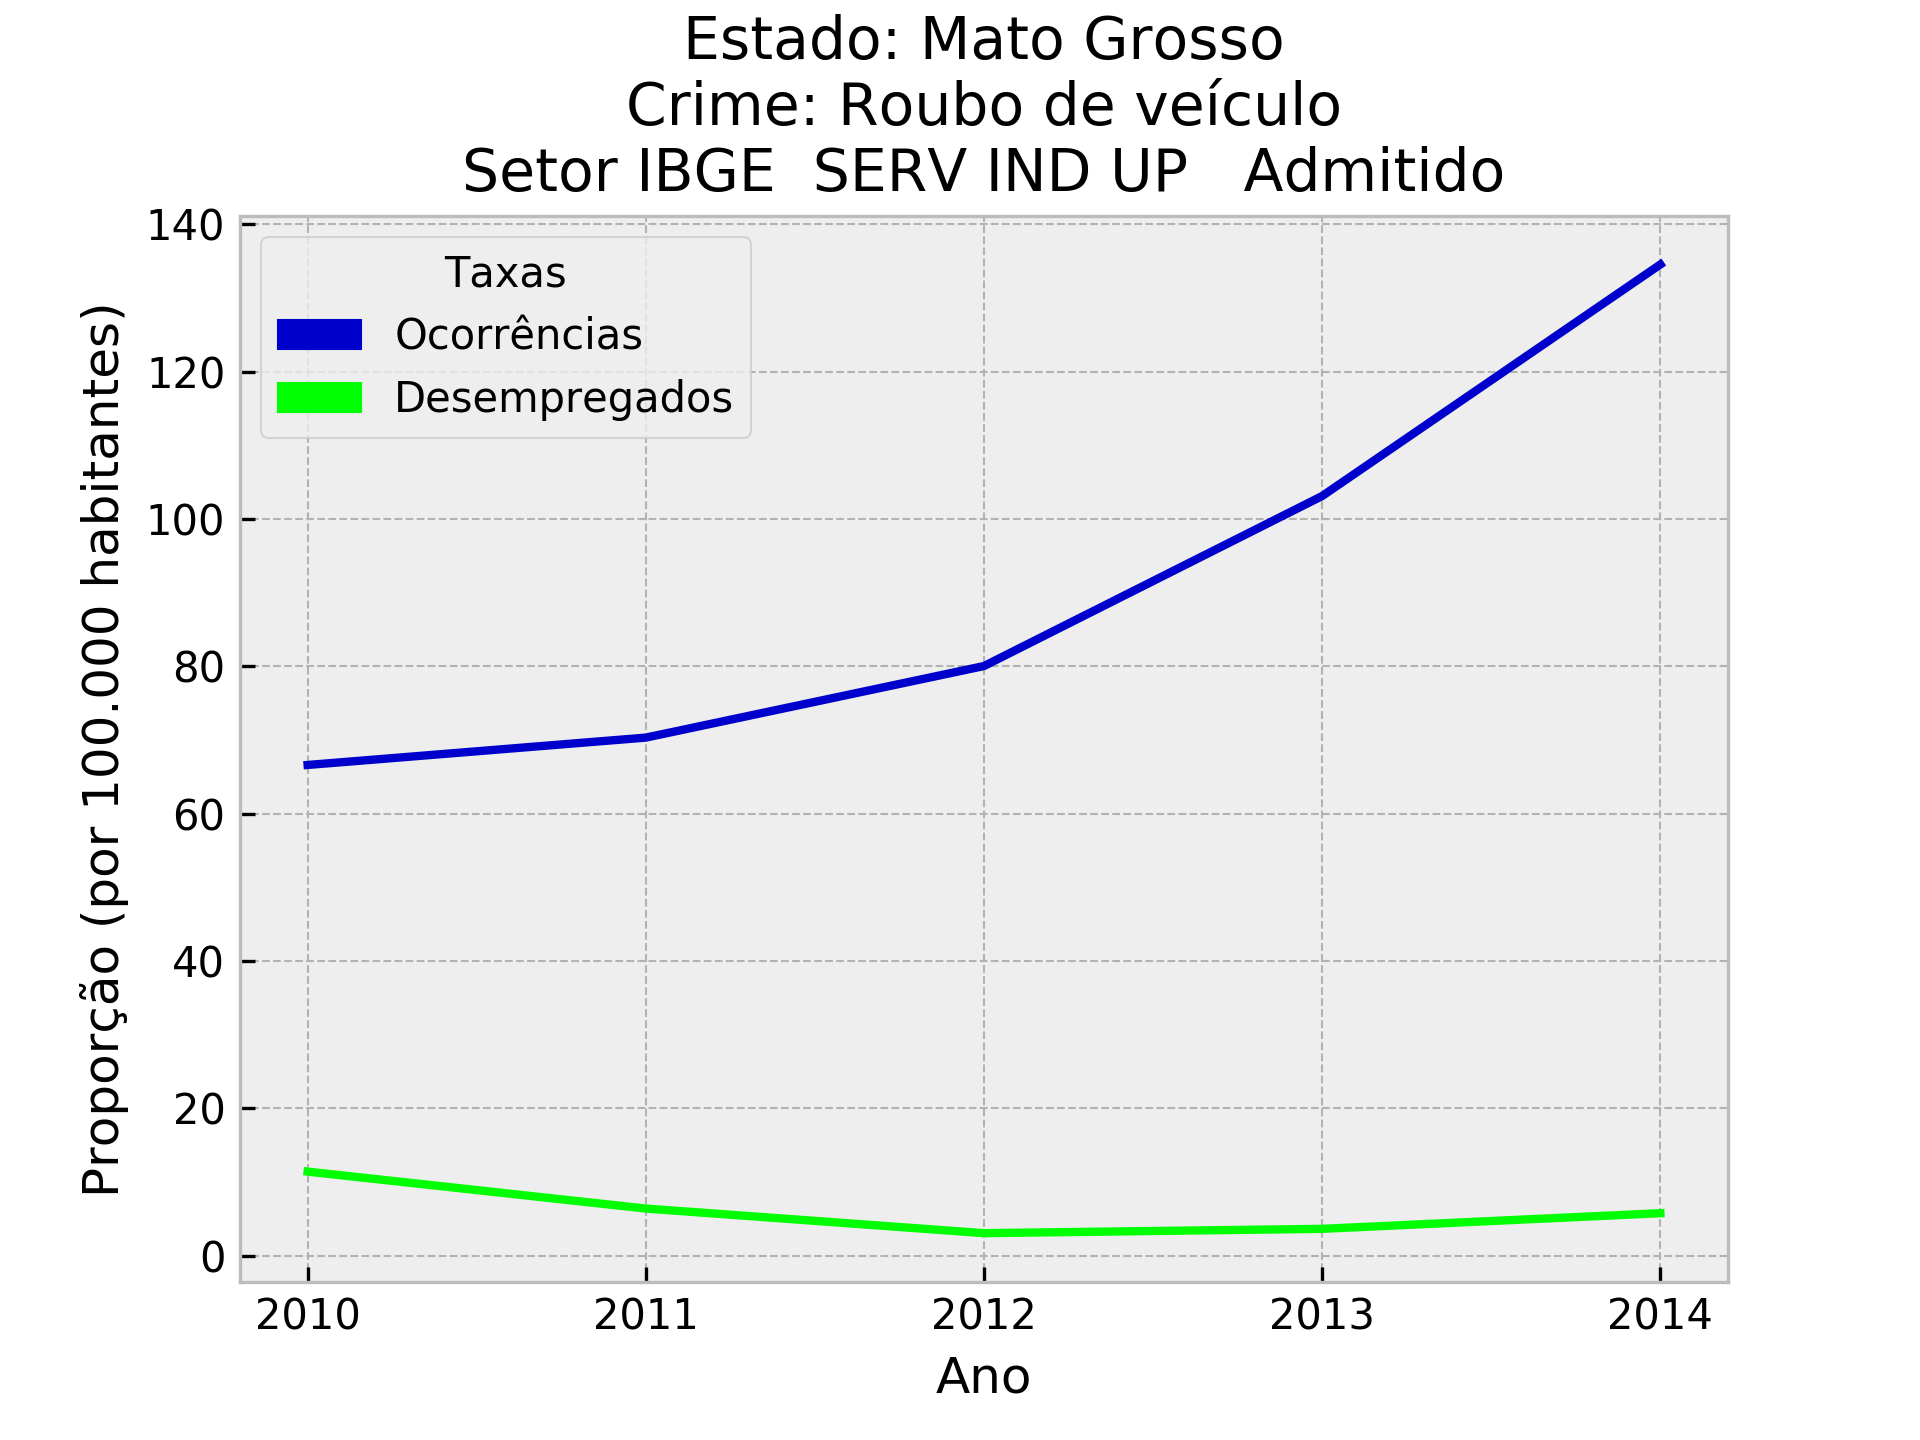 Estado: Mato Grosso
Crime: Roubo de veículo
Setor IBGE  SERV IND UP   Admitido
Taxas
Ocorrências
Desempregados
Proporção (por 100.000 habitantes)
140
120
100
80
60
40
20
0
2010 2011 2012 2013 2014
Ano